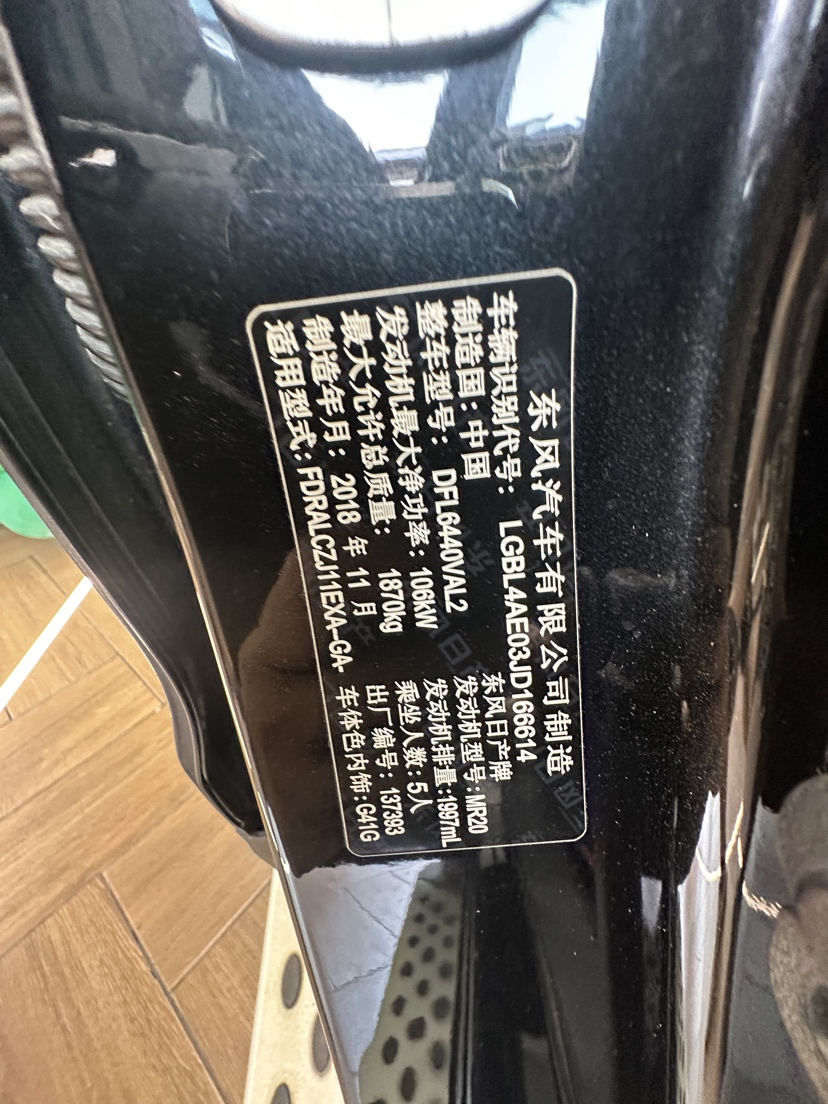 东风汽车有限公司制造
车辆识别代号: LGBL4AE03JD166614
制造国: 中国 东风日产牌
整车型号: DFL6440VAL2 发动机型号: MR20
发动机最大净功率: 106kW 发动机排量: 1997mL
最大允许总质量: 1870kg 乘坐人数: 5人
制造年月: 2018 年 11 月 出厂编号: 137393
适用型式: FDRALCZJ11EXA-GA- 车体色内饰: G41G